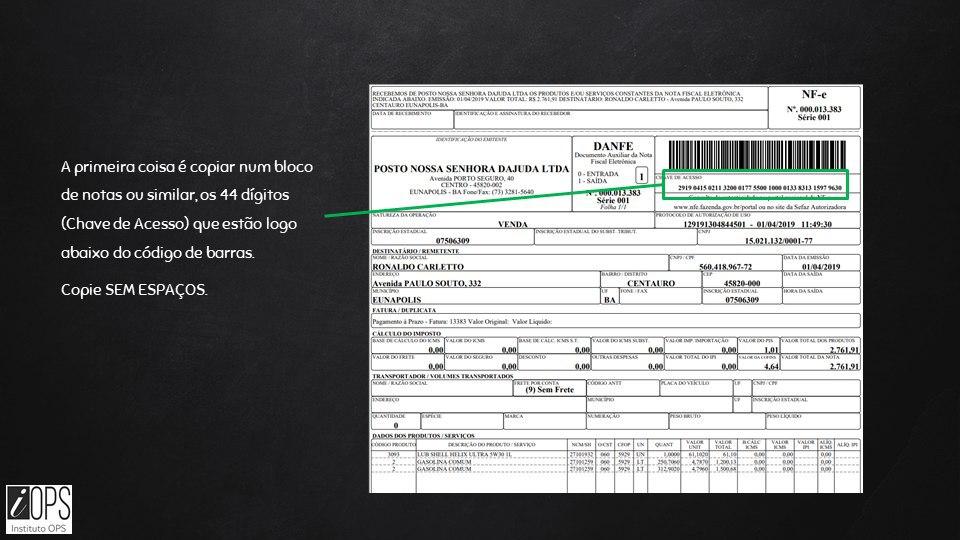 A primeira coisa é copiar num bloco
de notas ou similar, os 44 dígitos
(Chave de Acesso) que estão logo
abaixo do código de barras.
Copie SEM ESPAÇOS.
iOPS
Instituto OPS
RECEBEMOS DE POSTO NOSSA SENHORA DAJUDA LTDA OS PRODUTOS E/OU SERVIÇOS CONSTANTES DA NOTA FISCAL ELETRÔNICA
INDICADA ABAIXO. EMISSÃO: 01/04/2019 VALOR TOTAL: R$ 2.761,91 DESTINATÁRIO: RONALDO CARLETTO - Avenida PAULO SOUTO, 332
CENTAURO EUNAPOLIS-BA
DATA DE RECEBIMENTO IDENTIFICAÇÃO E ASSINATURA DO RECEBEDOR
NF-e
Nº. 000.013.383
Série 001
IDENTIFICAÇÃO DO EMITENTE
POSTO NOSSA SENHORA DAJUDA LTDA
Avenida PORTO SEGURO, 40
CENTRO - 45820-002
EUNAPOLIS - BA Fone/Fax: (73) 3281-5640
DANFE
Documento Auxiliar da Nota
Fiscal Eletrônica
0 - ENTRADA
1 - SAÍDA
1
Nº. 000.013.383
Série 001
Folha 1/1
CHAVE DE ACESSO
2919 0415 0211 3200 0177 5500 1000 0133 8313 1597 9630
www.nfe.fazenda.gov.br/portal ou no site da Sefaz Autorizadora
NATUREZA DA OPERAÇÃO PROTOCOLO DE AUTORIZAÇÃO DE USO
VENDA 129191304844501 - 01/04/2019 11:49:30
INSCRIÇÃO ESTADUAL INSCRIÇÃO ESTADUAL DO SUBST. TRIBUT. CNPJ
07506309 15.021.132/0001-77
DESTINATÁRIO / REMETENTE
NOME / RAZÃO SOCIAL CNPJ / CPF DATA DA EMISSÃO
RONALDO CARLETTO 560.418.967-72 01/04/2019
ENDEREÇO BAIRRO / DISTRITO CEP DATA DA SAÍDA
Avenida PAULO SOUTO, 332 CENTAURO 45820-000
MUNICÍPIO UF FONE / FAX INSCRIÇÃO ESTADUAL HORA DA SAÍDA
EUNAPOLIS BA 07506309
FATURA / DUPLICATA
Pagamento à Prazo - Fatura: 13383 Valor Original: Valor Líquido:
CÁLCULO DO IMPOSTO
BASE DE CÁLCULO DO ICMS VALOR DO ICMS BASE DE CÁLC. ICMS S.T. VALOR DO ICMS SUBST. VALOR IMP. IMPORTAÇÃO VALOR DO PIS VALOR TOTAL DOS PRODUTOS
0,00 0,00 0,00 0,00 0,00 1,01 2.761,91
VALOR DO FRETE VALOR DO SEGURO DESCONTO OUTRAS DESPESAS VALOR TOTAL DO IPI VALOR DA COFINS VALOR TOTAL DA NOTA
0,00 0,00 0,00 0,00 0,00 4,64 2.761,91
TRANSPORTADOR / VOLUMES TRANSPORTADOS
NOME / RAZÃO SOCIAL FRETE POR CONTA CÓDIGO ANTT PLACA DO VEÍCULO UF CNPJ / CPF
(9) Sem Frete
ENDEREÇO MUNICÍPIO UF INSCRIÇÃO ESTADUAL
QUANTIDADE ESPÉCIE MARCA NUMERAÇÃO PESO BRUTO PESO LÍQUIDO
0
DADOS DOS PRODUTOS / SERVIÇOS
CÓDIGO PRODUTO DESCRIÇÃO DO PRODUTO / SERVIÇO NCM/SH O/CST CFOP UN QUANT VALOR UNIT VALOR TOTAL B.CÁLC ICMS VALOR ICMS VALOR IPI ALÍQ. ICMS ALÍQ. IPI
3093 LUB SHELL HELIX ULTRA 5W30 1L 27101932 060 5929 UN 1,0000 61,1020 61,10 0,00 0,00 0,00
2 GASOLINA COMUM 27101259 060 5929 LT 250,7060 4,7870 1.200,13 0,00 0,00 0,00
2 GASOLINA COMUM 27101259 060 5929 LT 312,9020 4,7960 1.500,68 0,00 0,00 0,00